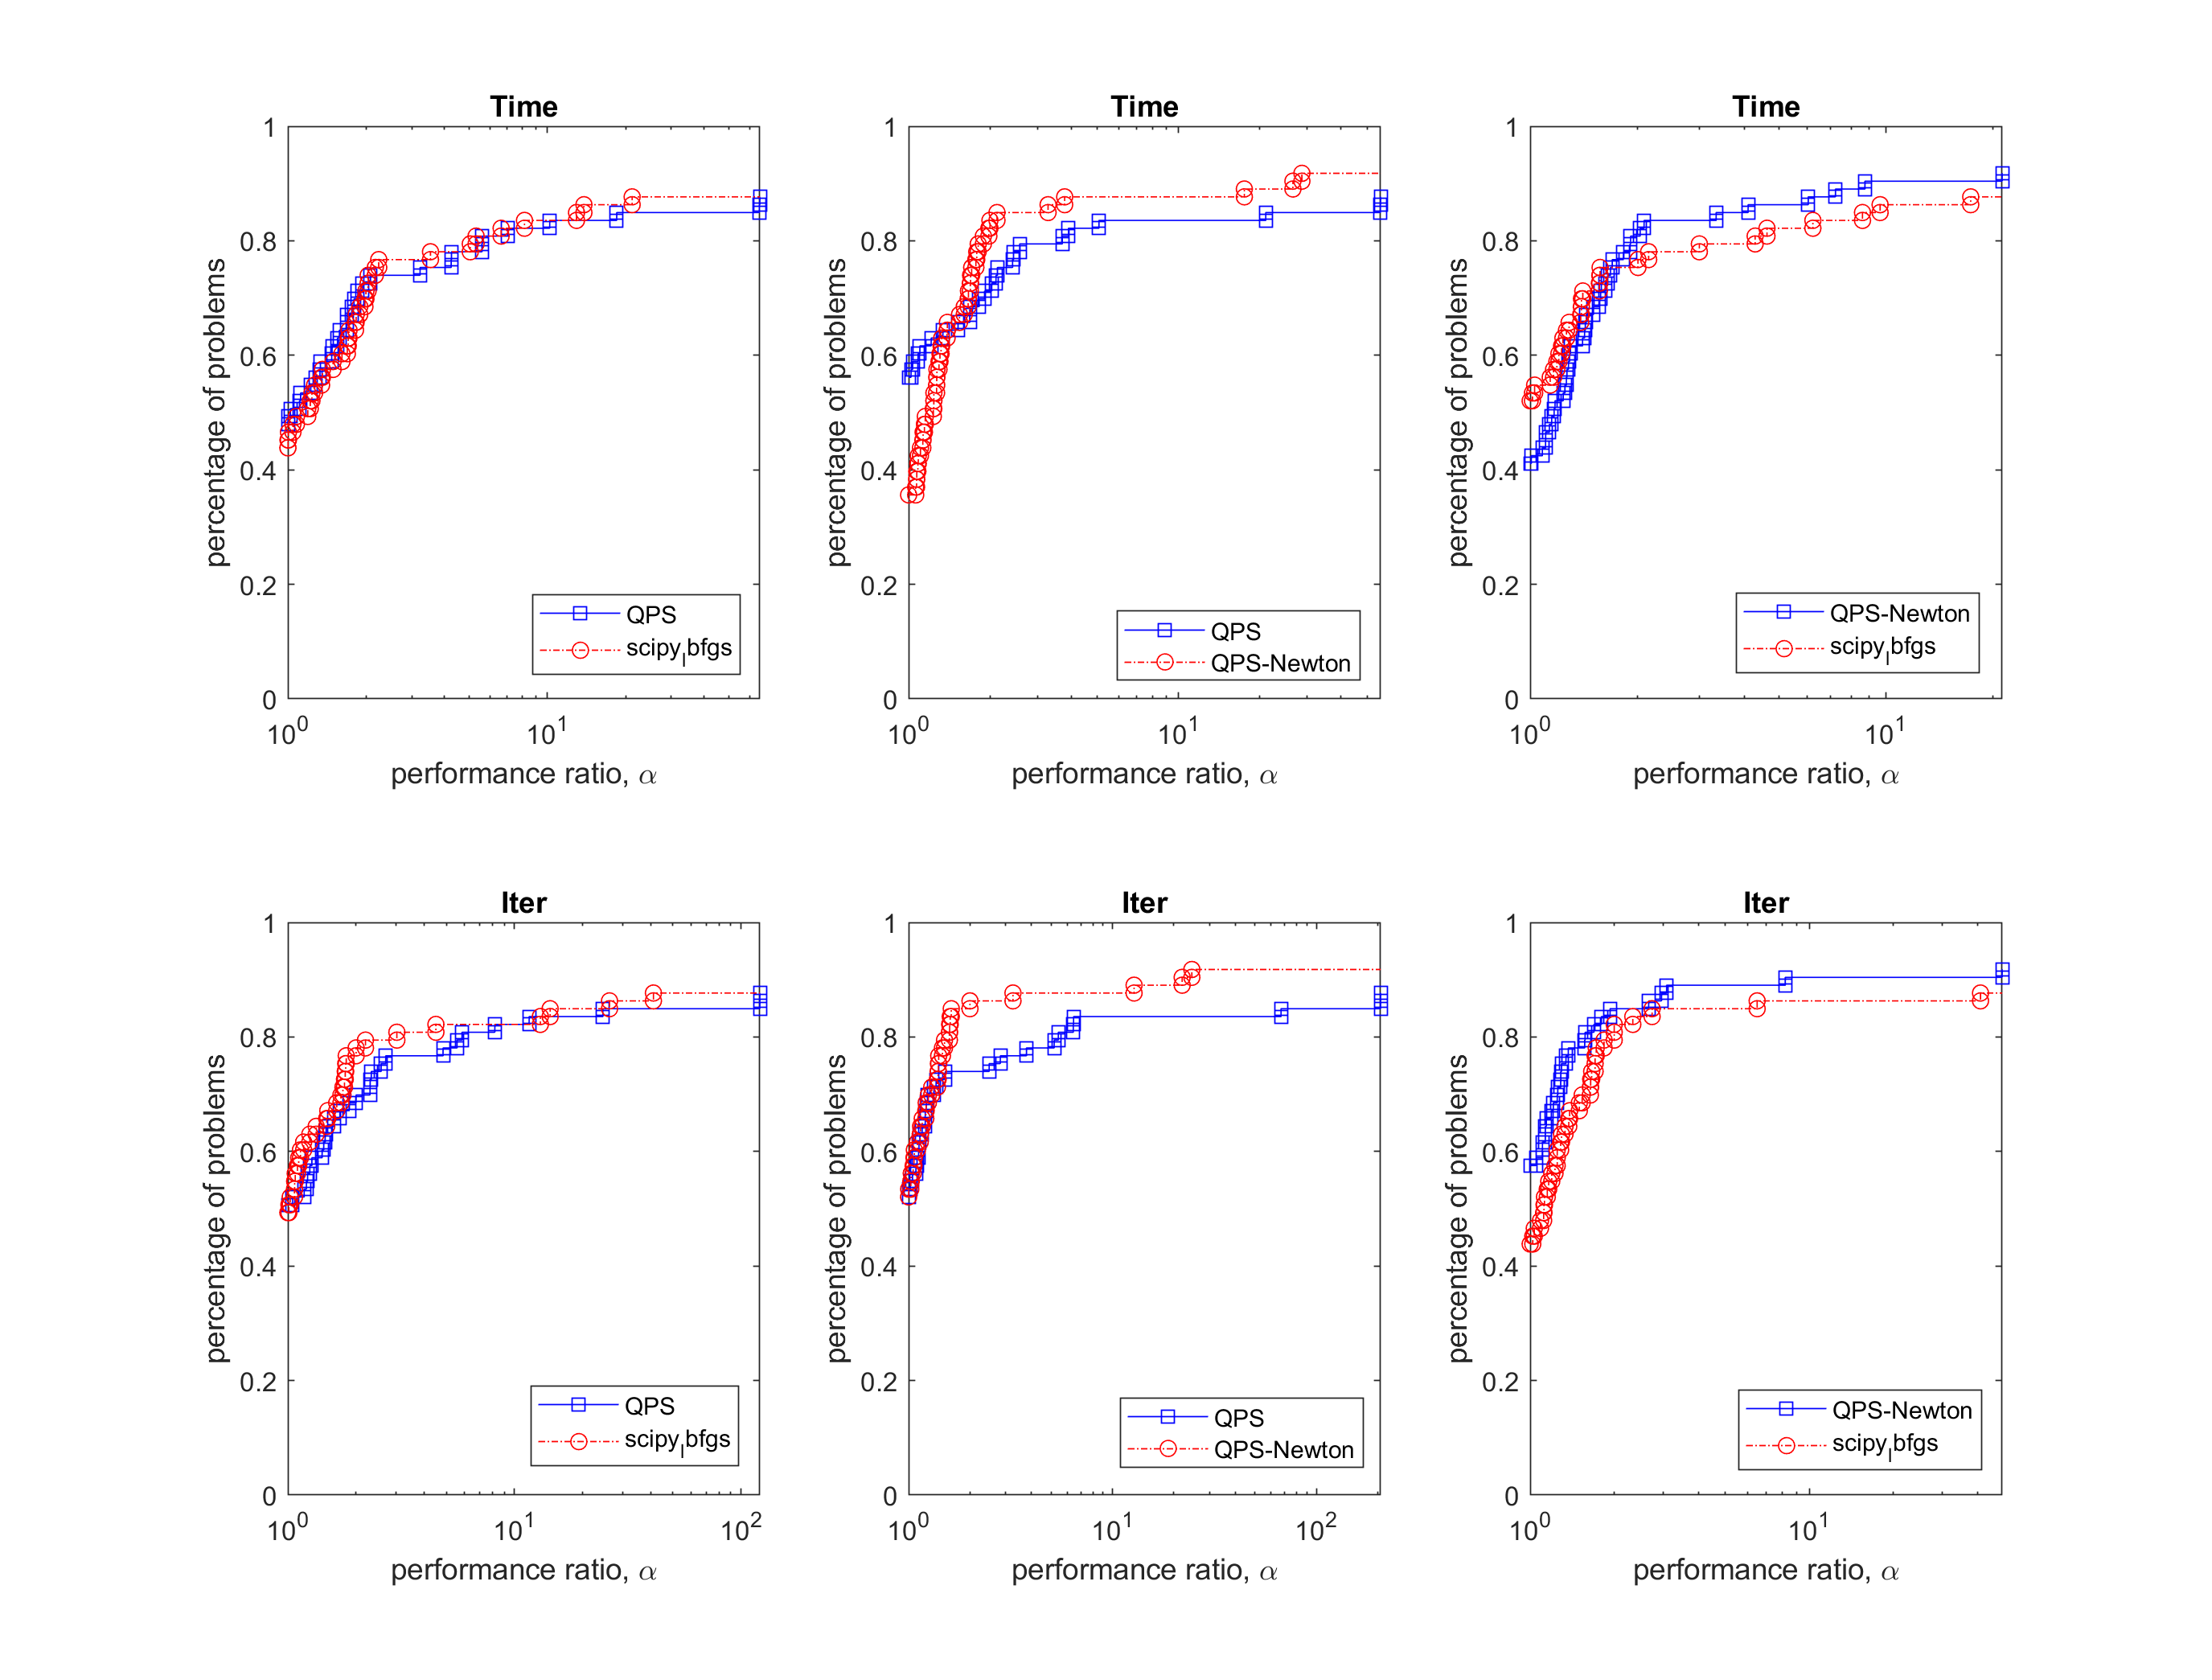 Time
1
0.8
0.6
0.4
0.2
0
percentage of problems
10^0
10^1
performance ratio, α
QPS
scipy_lbfgs
Time
1
0.8
0.6
0.4
0.2
0
percentage of problems
10^0
10^1
performance ratio, α
QPS
QPS-Newton
Time
1
0.8
0.6
0.4
0.2
0
percentage of problems
10^0
10^1
performance ratio, α
QPS-Newton
scipy_lbfgs
Iter
1
0.8
0.6
0.4
0.2
0
percentage of problems
10^0
10^1
10^2
performance ratio, α
QPS
scipy_lbfgs
Iter
1
0.8
0.6
0.4
0.2
0
percentage of problems
10^0
10^1
10^2
performance ratio, α
QPS
QPS-Newton
Iter
1
0.8
0.6
0.4
0.2
0
percentage of problems
10^0
10^1
performance ratio, α
QPS-Newton
scipy_lbfgs